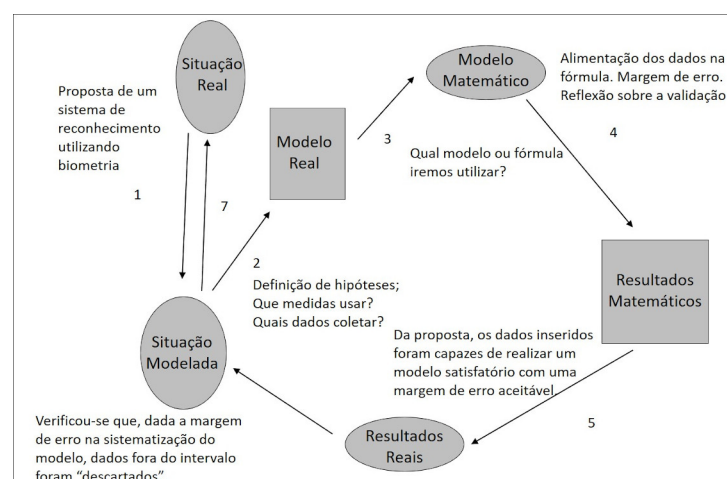 Situação
Real
Proposta de um
sistema de
reconhecimento
utilizando
biometria
1
7
Modelo
Real
3
Modelo
Matemático
Alimentação dos dados na
fórmula. Margem de erro.
Reflexão sobre a validação
4
Qual modelo ou fórmula
iremos utilizar?
2
Definição de hipóteses;
Que medidas usar?
Quais dados coletar?
Resultados
Matemáticos
Situação
Modelada
Da proposta, os dados inseridos
foram capazes de realizar um
modelo satisfatório com uma
margem de erro aceitável.
5
Resultados
Reais
Verificou-se que, dada a margem
de erro na sistematização do
modelo, dados fora do intervalo
foram “descartados”